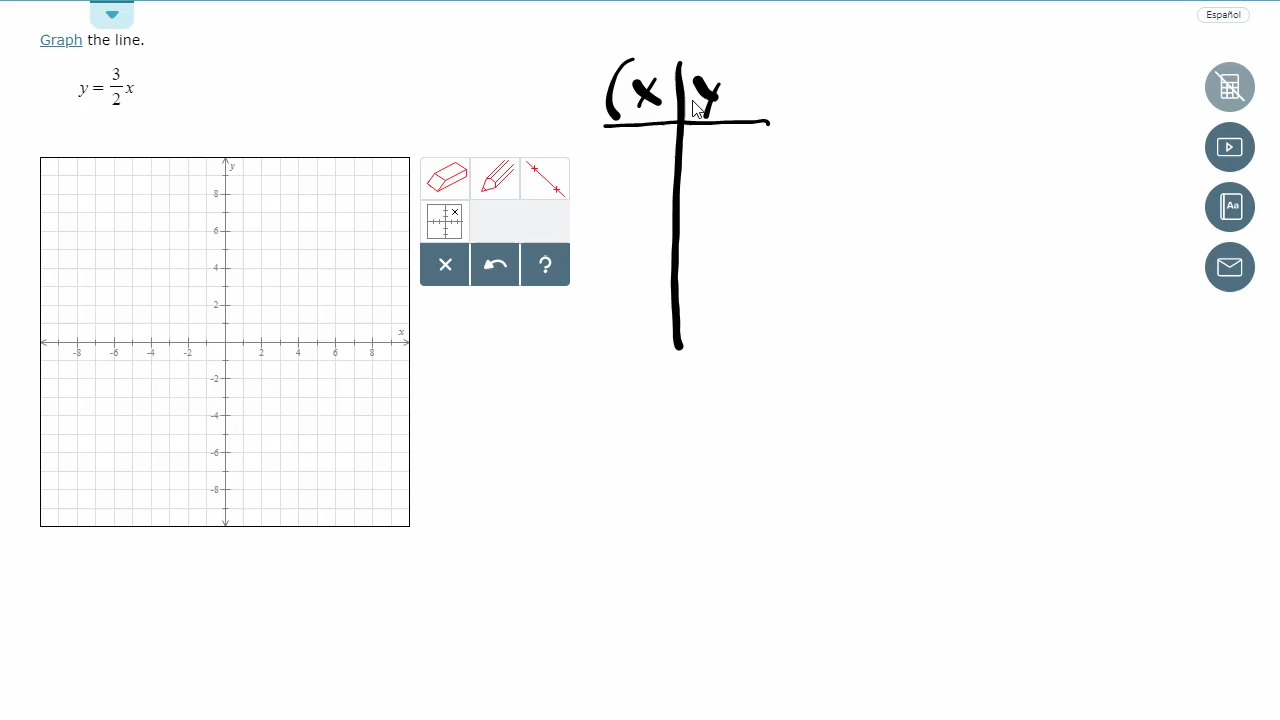 Español
Graph the line.
y = 3/2 x
( x | y
y
8
6
4
2
x
-8 -6 -4 -2 2 4 6 8
-2
-4
-6
-8
×
?
Aa